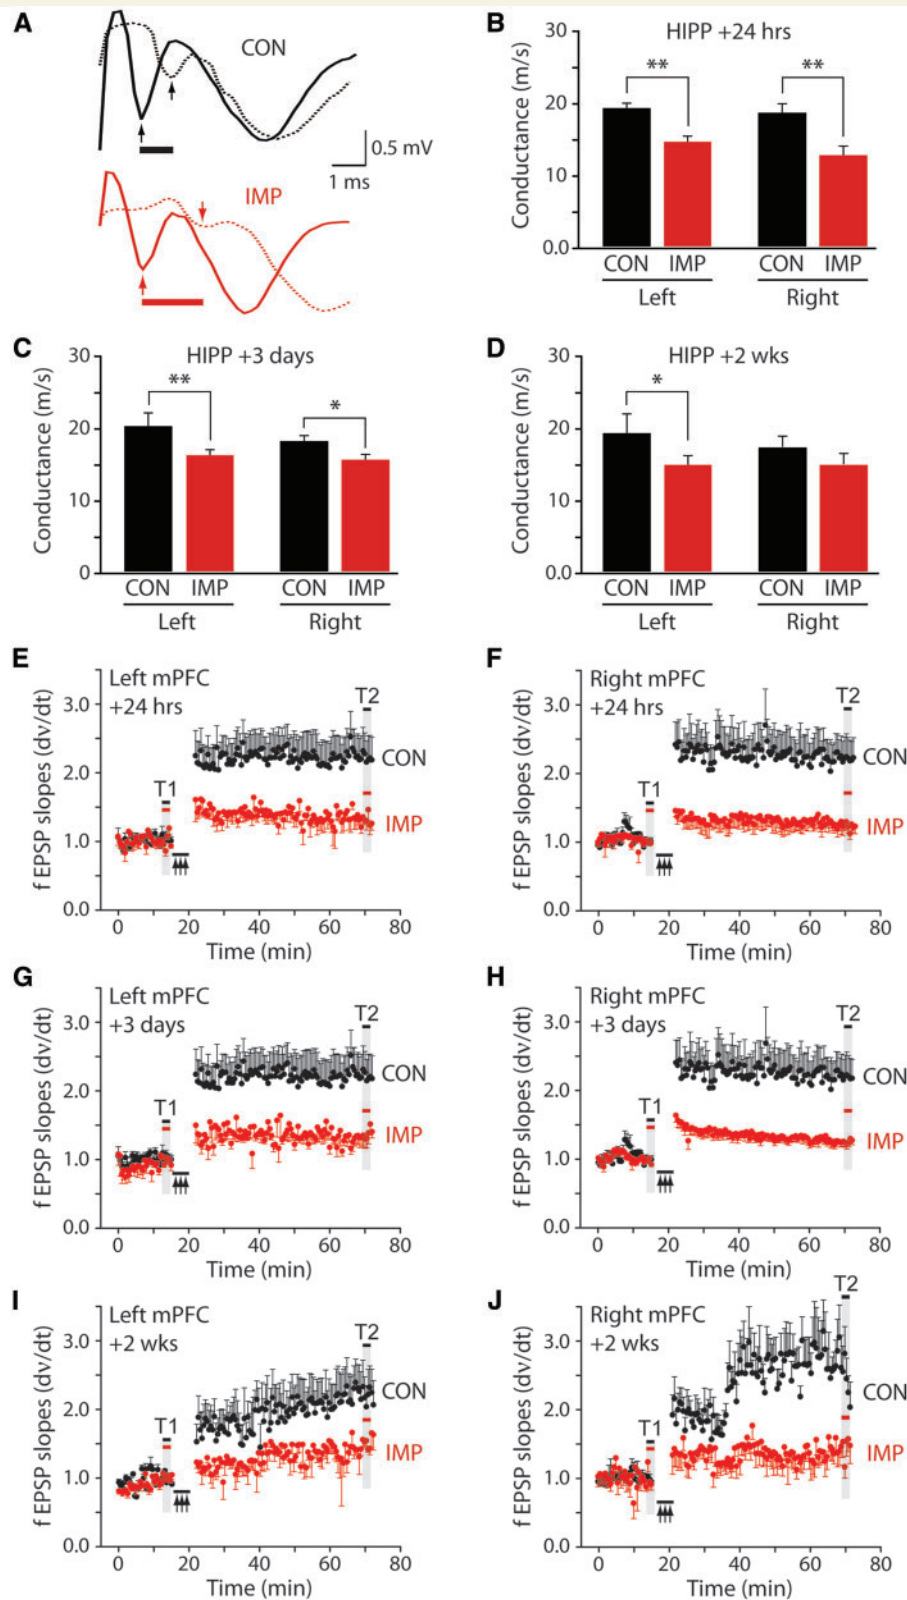 A
CON
0.5 mV
1 ms
IMP
B
HIPP +24 hrs
Conductance (m/s)
30
20
10
0.0
**
**
CON IMP CON IMP
Left Right
C
HIPP +3 days
Conductance (m/s)
30
20
10
0
**
*
CON IMP CON IMP
Left Right
D
HIPP +2 wks
Conductance (m/s)
30
20
10
0.0
*
CON IMP CON IMP
Left Right
E
Left mPFC
+24 hrs
f EPSP slopes (dv/dt)
3.0
2.0
1.0
0.0
T1
T2
CON
IMP
0 20 40 60 80
Time (min)
F
Right mPFC
+24 hrs
f EPSP slopes (dv/dt)
3.0
2.0
1.0
0.0
T1
T2
CON
IMP
0 20 40 60 80
Time (min)
G
Left mPFC
+3 days
f EPSP slopes (dv/dt)
3.0
2.0
1.0
0.0
T1
T2
CON
IMP
0 20 40 60 80
Time (min)
H
Right mPFC
+3 days
f EPSP slopes (dv/dt)
3.0
2.0
1.0
0.0
T1
T2
CON
IMP
0 20 40 60 80
Time (min)
I
Left mPFC
+2 wks
f EPSP slopes (dv/dt)
3.0
2.0
1.0
0.0
T1
T2
CON
IMP
0 20 40 60 80
Time (min)
J
Right mPFC
+2 wks
f EPSP slopes (dv/dt)
3.0
2.0
1.0
0.0
T1
T2
CON
IMP
0 20 40 60 80
Time (min)